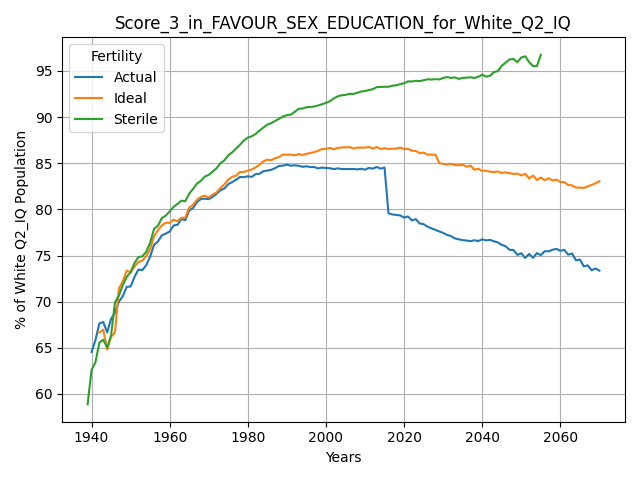 Score_3_in_FAVOUR_SEX_EDUCATION_for_White_Q2_IQ
Fertility
Actual
Ideal
Sterile
% of White Q2_IQ Population
95
90
85
80
75
70
65
60
1940
1960
1980
2000
2020
2040
2060
Years